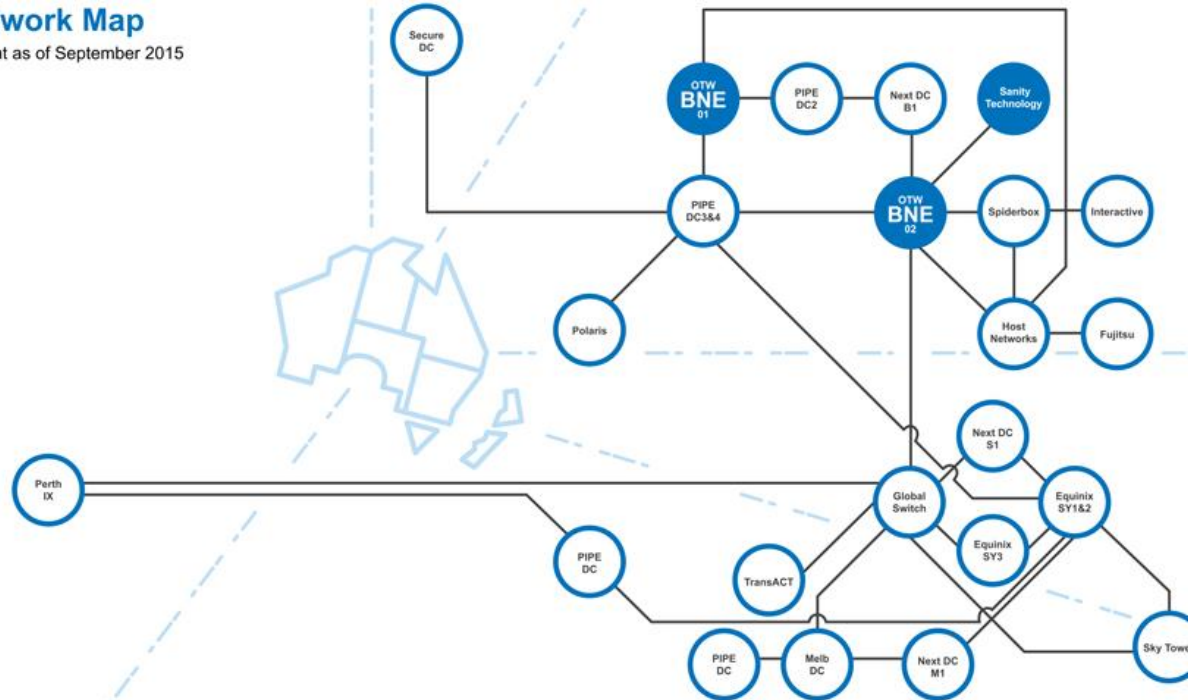 work Map
t as of September 2015
Secure
DC
OTW
BNE
01
PIPE
DC2
Next DC
B1
Sanity
Technology
PIPE
DC3&4
OTW
BNE
02
Spiderbox
Interactive
Polaris
Host
Networks
Fujitsu
Next DC
S1
Perth
IX
Global
Switch
Equinix
SY1&2
Equinix
SY3
PIPE
DC
TransACT
PIPE
DC
Melb
DC
Next DC
M1
Sky Towe